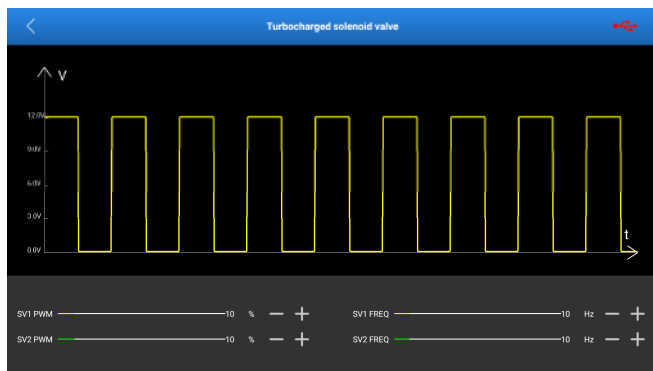 Turbocharged solenoid valve
V
12.0V
9.0V
6.0V
3.0V
0.0V
t
SV1 PWM 10 % SV1 FREQ 10 Hz
SV2 PWM 10 % SV2 FREQ 10 Hz